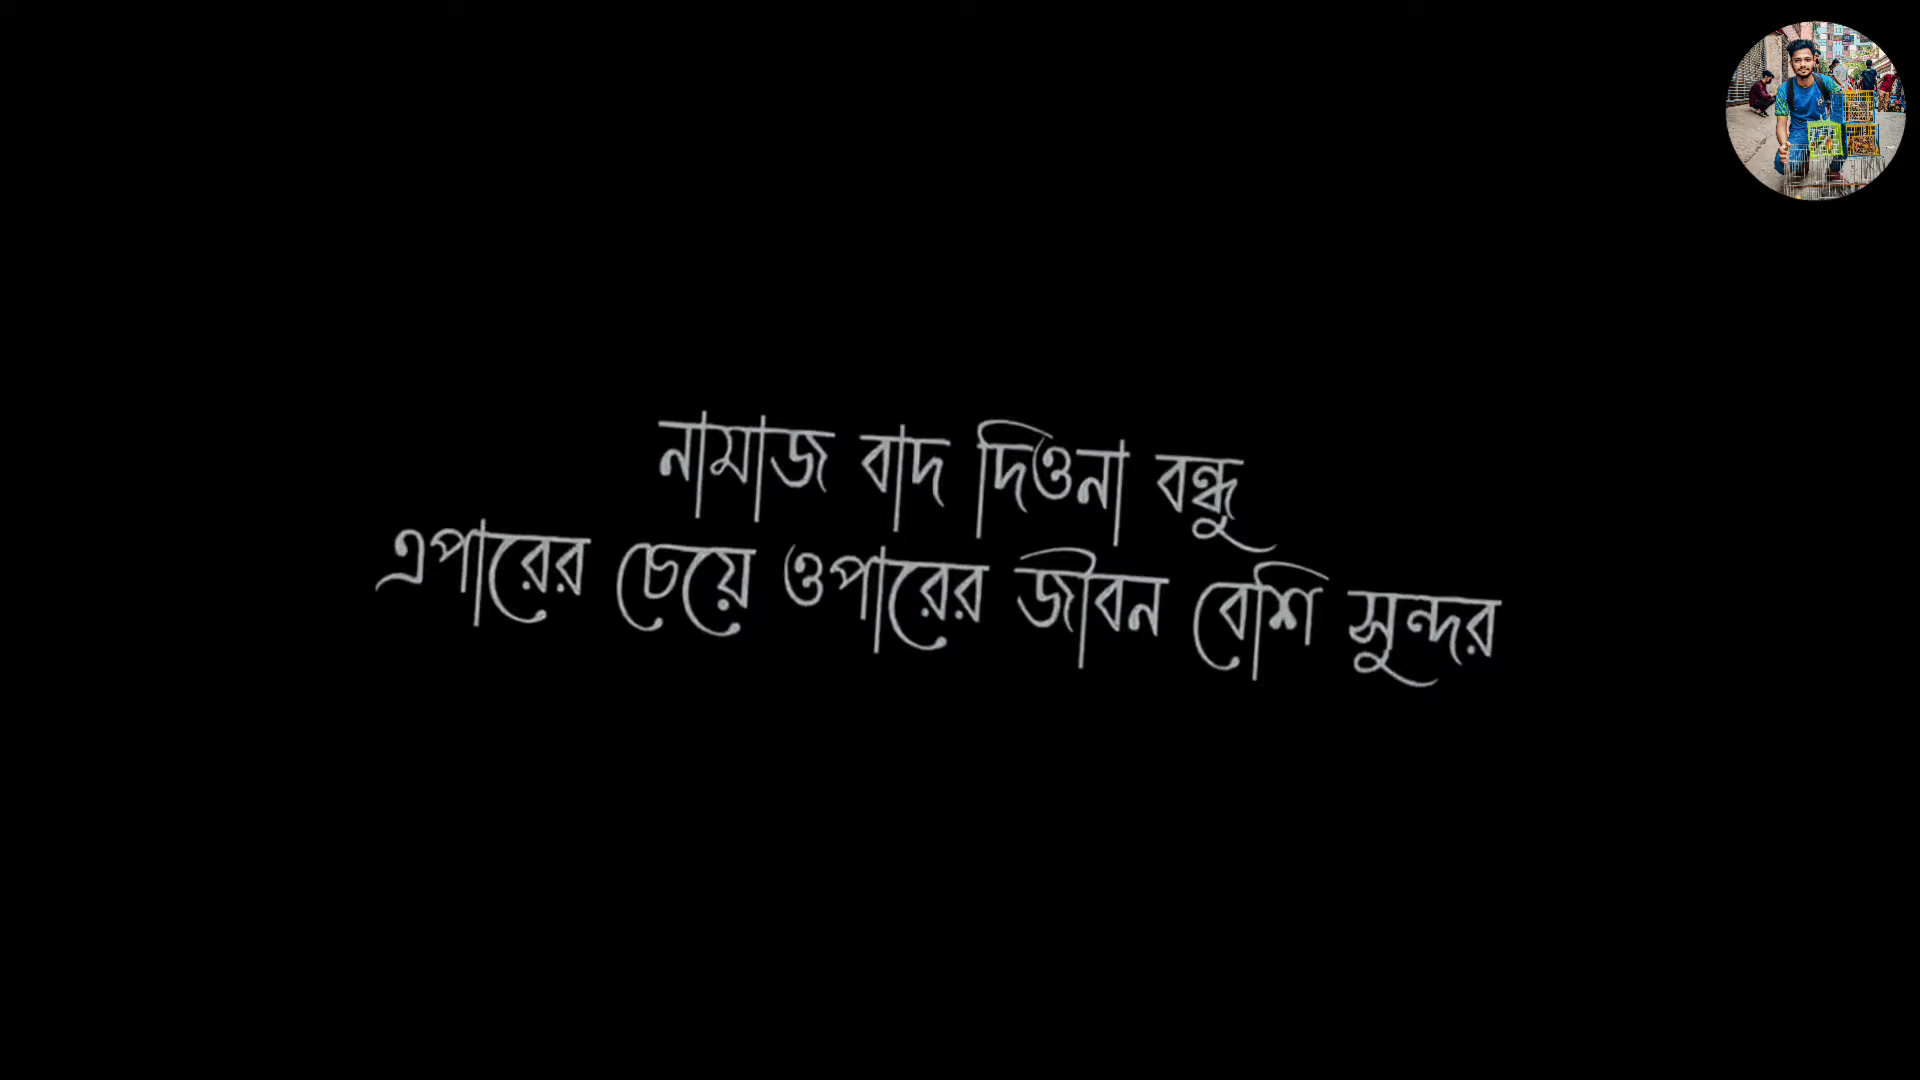 নামাজ বাদ দিওনা বন্ধু
এপারের চেয়ে ওপারের জীবন বেশি সুন্দর